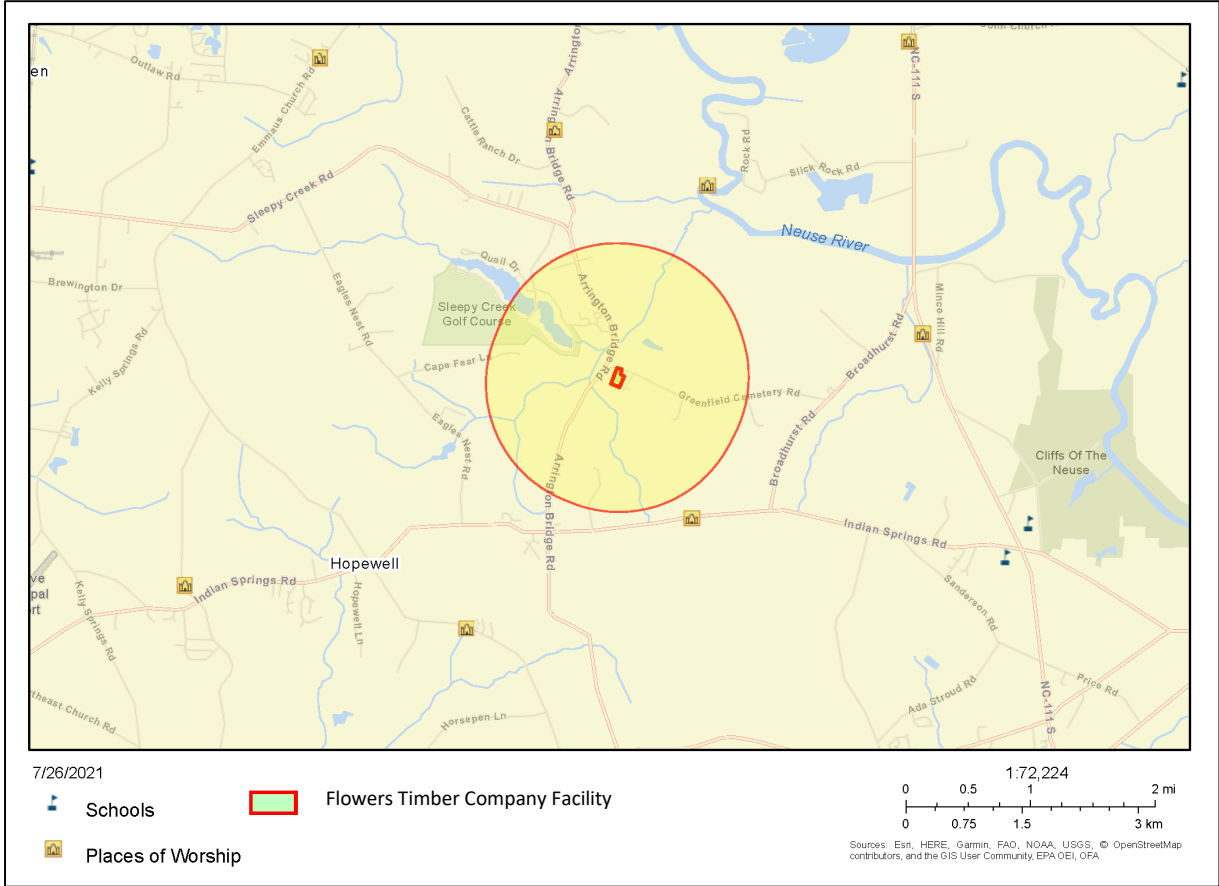 John Church Rd
Outlaw Rd
en
Emmaus Church Rd
Arrington
Arrington Bridge Rd
NC-111 S
Cattle Ranch Dr
Rock Rd
Slick Rock Rd
Sleepy Creek Rd
Neuse River
Quail Dr
Brewington Dr
Eagles Nest Rd
Arrington Bridge Rd
Mince Hill Rd
Sleepy Creek
Golf Course
Kelly Springs Rd
Broadhurst Rd
Cape Fear Ln
Greenfield Cemetery Rd
Eagles Nest Rd
Broadhurst Rd
Cliffs Of The
Neuse
Arrington Bridge Rd
Indian Springs Rd
Hopewell
ve
pal
rt
Kelly Springs Rd
Indian Springs Rd
Hopewell Ln
Sanderson Rd
Price Rd
Ada Stroud Rd
NC-111 S
rtheast Church Rd
Horsepen Ln
7/26/2021
1:72,224
0 0.5 1 2 mi
0 0.75 1.5 3 km
Schools
Flowers Timber Company Facility
Places of Worship
Sources: Esri, HERE, Garmin, FAO, NOAA, USGS, © OpenStreetMap
contributors, and the GIS User Community, EPA OEI, OFA